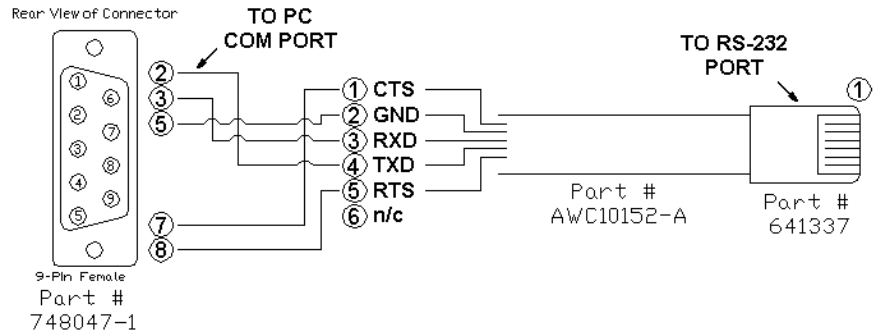 Rear View of Connector
TO PC
COM PORT
1
2
3
4
5
6
7
8
9
2
3
5
7
8
9-Pin Female
Part #
748047-1
1 CTS
2 GND
3 RXD
4 TXD
5 RTS
6 n/c
Part #
AWC10152-A
TO RS-232
PORT
1
Part #
641337